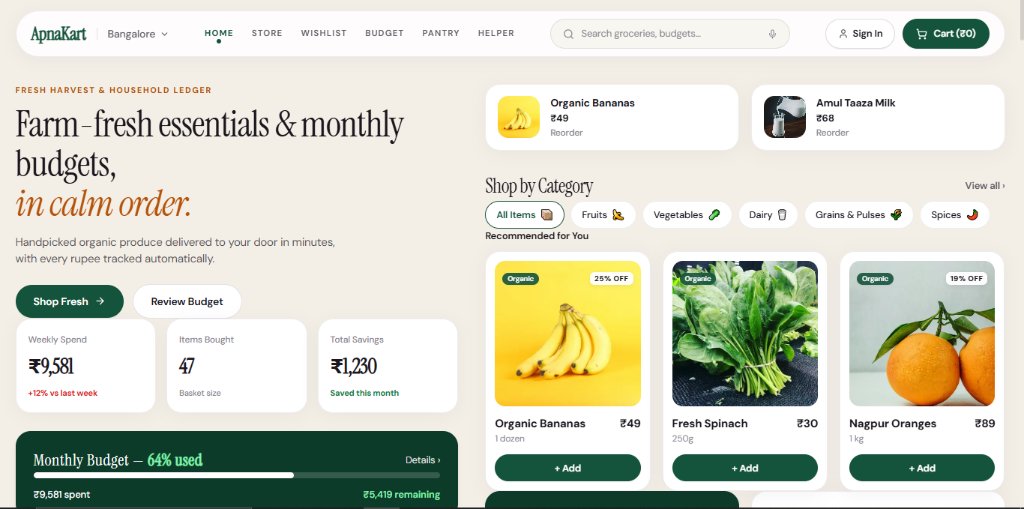 ApnaKart
Bangalore
HOME
STORE
WISHLIST
BUDGET
PANTRY
HELPER
Search groceries, budgets...
Sign In
Cart (₹0)
FRESH HARVEST & HOUSEHOLD LEDGER
Farm-fresh essentials & monthly
budgets,
in calm order.
Handpicked organic produce delivered to your door in minutes,
with every rupee tracked automatically.
Shop Fresh →
Review Budget
Weekly Spend
₹9,581
+12% vs last week
Items Bought
47
Basket size
Total Savings
₹1,230
Saved this month
Monthly Budget — 64% used
Details ›
₹9,581 spent
₹5,419 remaining
Organic Bananas
₹49
Reorder
Amul Taaza Milk
₹68
Reorder
Shop by Category
View all ›
All Items
Fruits
Vegetables
Dairy
Grains & Pulses
Spices
Recommended for You
Organic
25% OFF
Organic Bananas
₹49
1 dozen
+ Add
Organic
Fresh Spinach
₹30
250g
+ Add
Organic
19% OFF
Nagpur Oranges
₹89
1 kg
+ Add